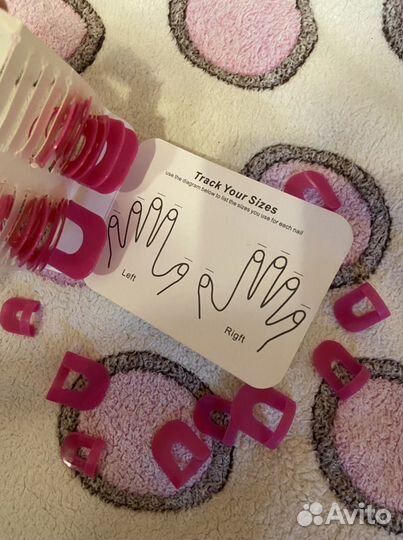 Track Your Sizes
use the diagram below to list the sizes you use for each nail
Left
Rigft
Avito